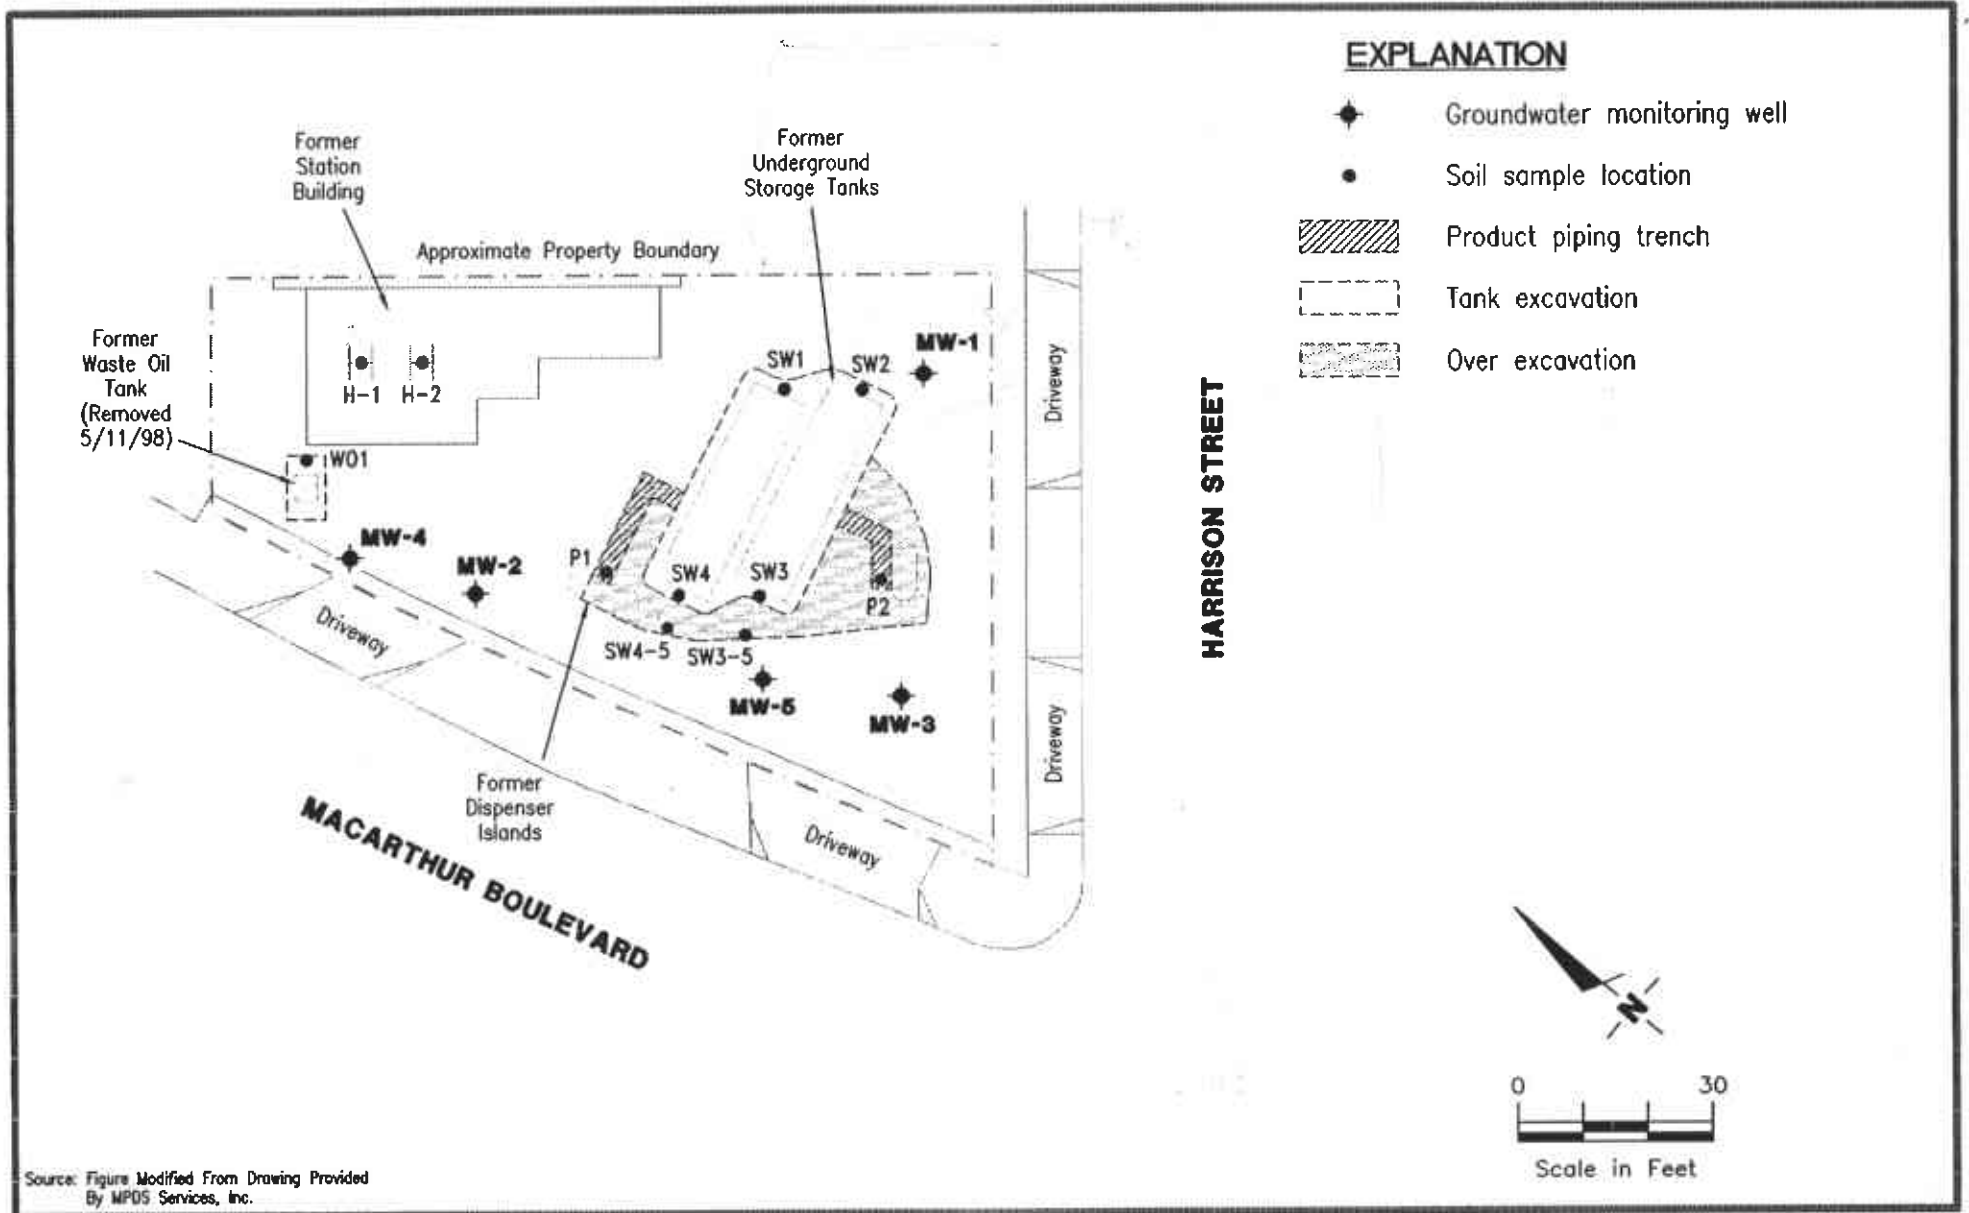 EXPLANATION
Groundwater monitoring well
Soil sample location
Product piping trench
Tank excavation
Over excavation
Former
Station
Building
Former
Underground
Storage Tanks
Approximate Property Boundary
Former
Waste Oil
Tank
(Removed
5/11/98)
H-1
H-2
WO1
SW1
SW2
MW-1
Driveway
HARRISON STREET
MW-4
MW-2
P1
SW4
SW3
P2
SW4-5
SW3-5
MW-5
MW-3
Driveway
Driveway
Former
Dispenser
Islands
Driveway
MACARTHUR BOULEVARD
N
0 30
Scale in Feet
Source: Figure Modified From Drawing Provided
By MPDS Services, Inc.